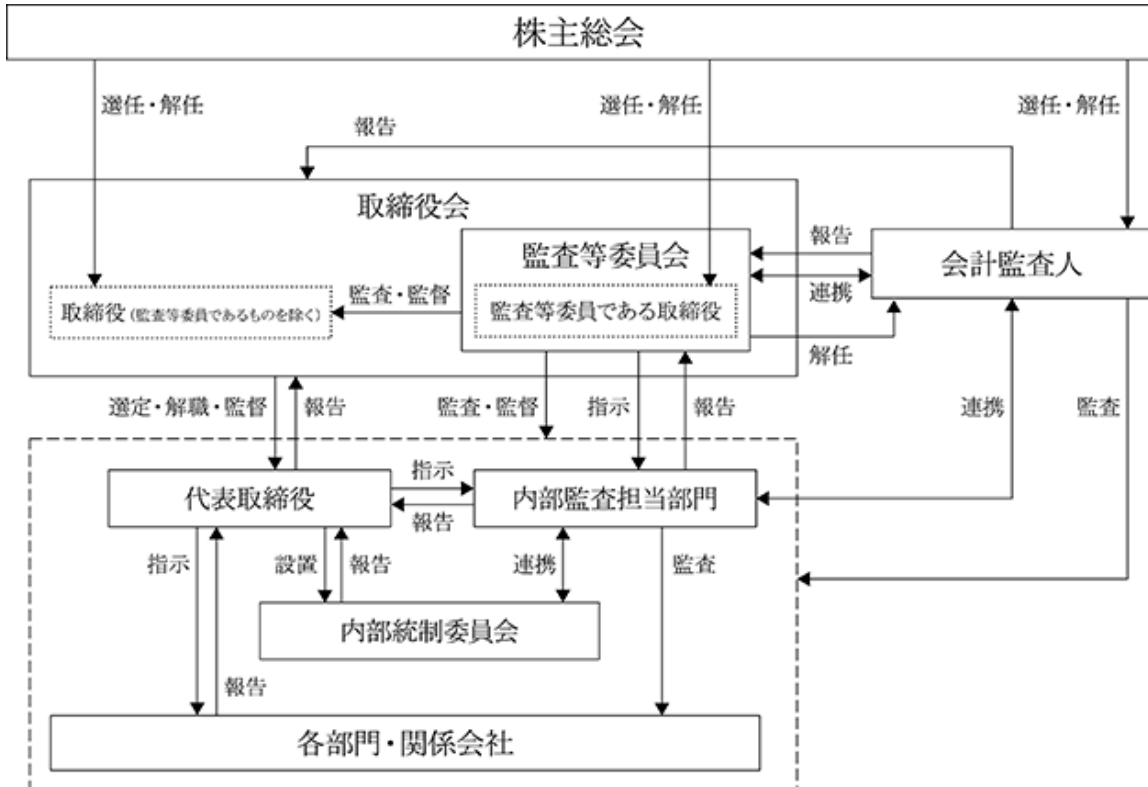 株主総会
選任・解任
選任・解任
選任・解任
報告
取締役会
監査等委員会
報告
会計監査人
連携
取締役（監査等委員であるものを除く）
監査・監督
監査等委員である取締役
解任
選定・解職・監督
報告
監査・監督
指示
報告
連携
監査
代表取締役
指示
報告
内部監査担当部門
指示
設置
報告
連携
監査
内部統制委員会
報告
各部門・関係会社